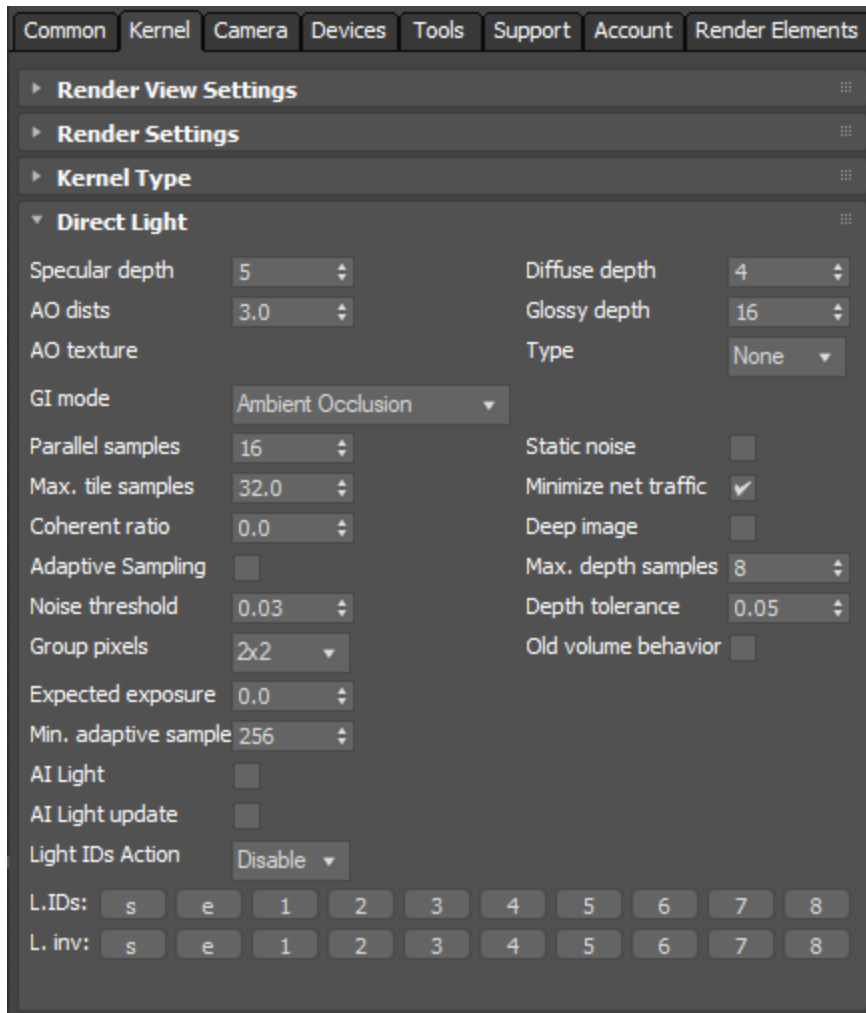 Common Kernel Camera Devices Tools Support Account Render Elements
Render View Settings
Render Settings
Kernel Type
Direct Light
Specular depth 5 Diffuse depth 4
AO dists 3.0 Glossy depth 16
AO texture Type None
GI mode Ambient Occlusion
Parallel samples 16 Static noise
Max. tile samples 32.0 Minimize net traffic
Coherent ratio 0.0 Deep image
Adaptive Sampling Max. depth samples 8
Noise threshold 0.03 Depth tolerance 0.05
Group pixels 2x2 Old volume behavior
Expected exposure 0.0
Min. adaptive sample 256
AI Light
AI Light update
Light IDs Action Disable
L.IDs: s e 1 2 3 4 5 6 7 8
L. inv: s e 1 2 3 4 5 6 7 8